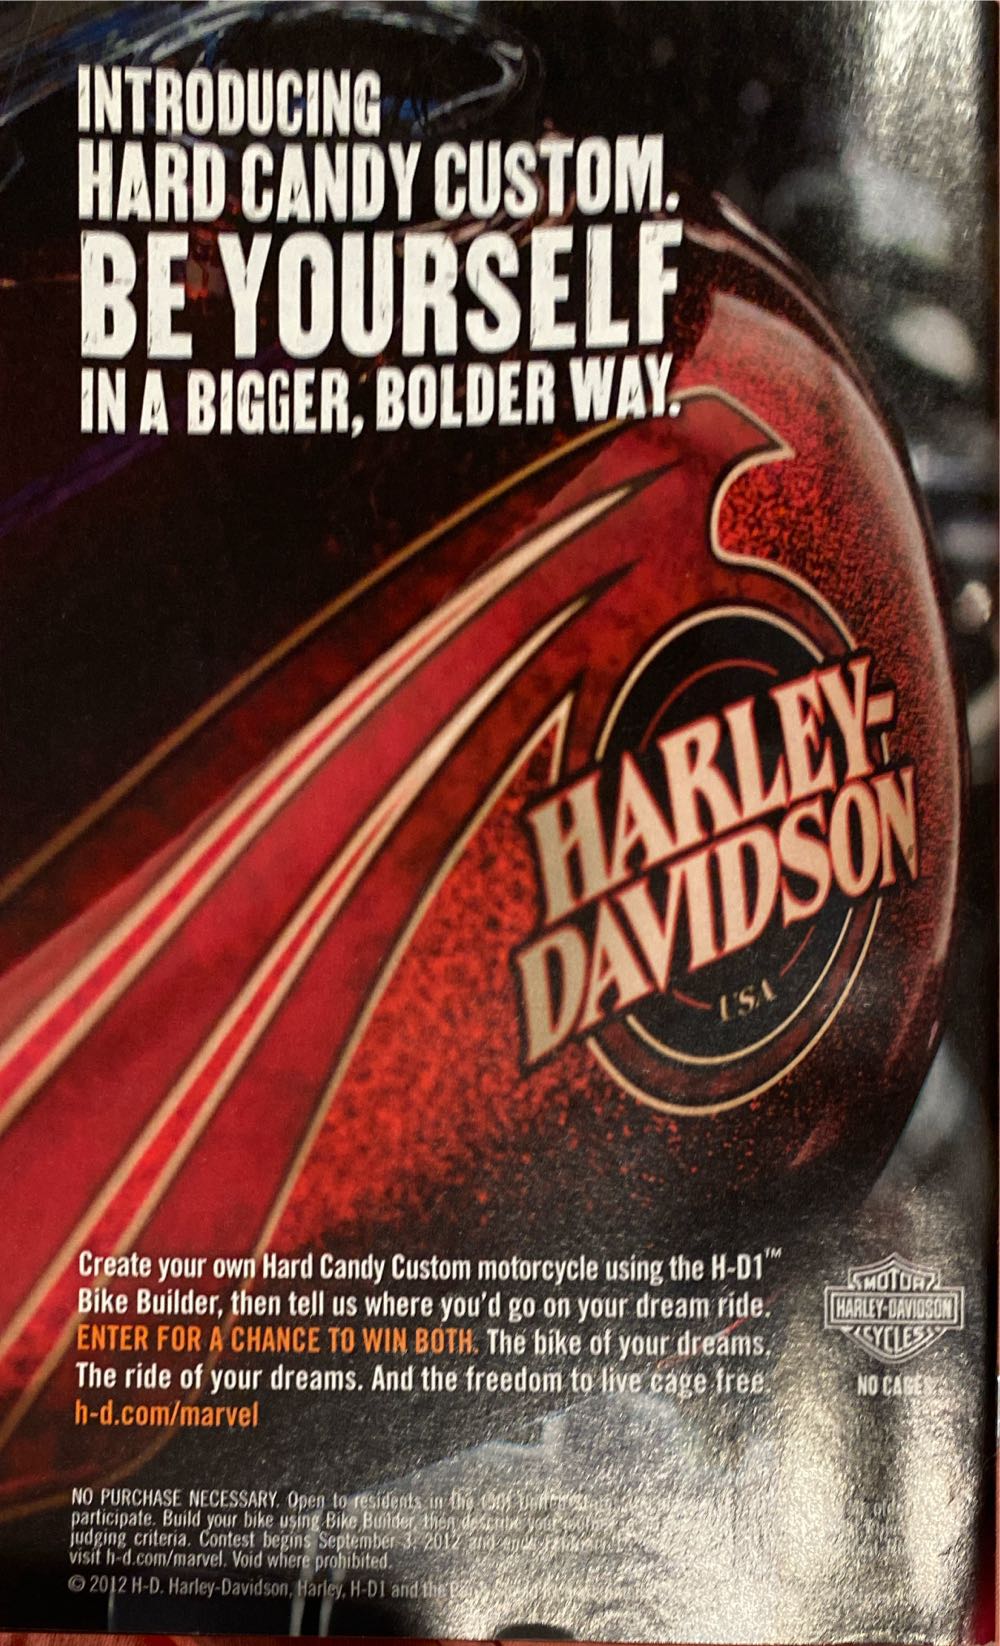 INTRODUCING
HARD CANDY CUSTOM.
BE YOURSELF
IN A BIGGER, BOLDER WAY.
HARLEY-
DAVIDSON
USA
Create your own Hard Candy Custom motorcycle using the H-D1™
Bike Builder, then tell us where you'd go on your dream ride.
ENTER FOR A CHANCE TO WIN BOTH. The bike of your dreams.
The ride of your dreams. And the freedom to live cage free.
h-d.com/marvel
MOTOR
HARLEY-DAVIDSON
CYCLES
NO CAGES
NO PURCHASE NECESSARY. Open to residents in the
participate. Build your bike using Bike Builder, then describe your
judging criteria. Contest begins September 3, 2012 and ends
visit h-d.com/marvel. Void where prohibited.
© 2012 H-D. Harley-Davidson, Harley, H-D1 and the